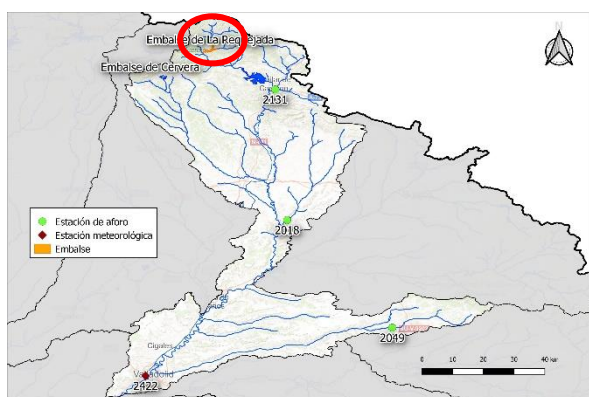 N
Embalse de La Requejada
Embalse de Cervera
2131
2018
Estación de aforo
Estación meteorológica
Embalse
2049
Cigales
Valladolid
2422
0 10 20 30 40 km